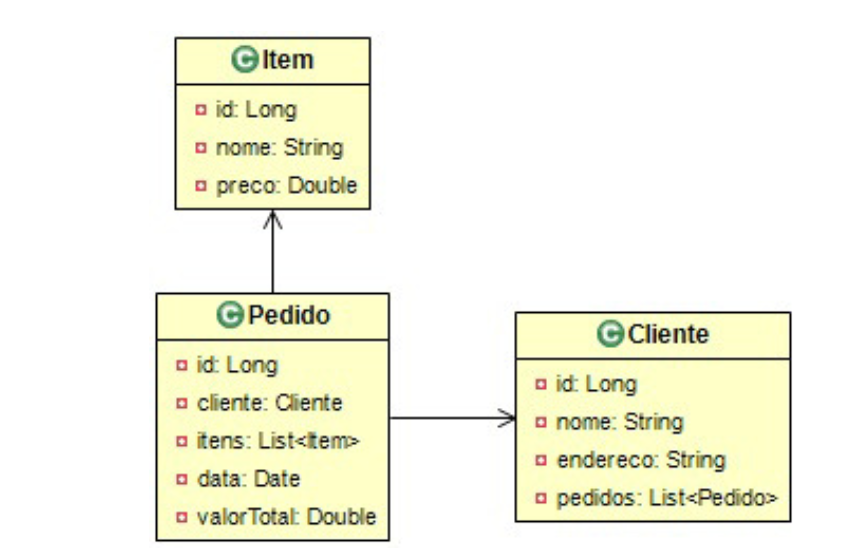 C Item
id: Long
nome: String
preco: Double
C Pedido
id: Long
cliente: Cliente
itens: List<Item>
data: Date
valorTotal: Double
C Cliente
id: Long
nome: String
endereco: String
pedidos: List<Pedido>